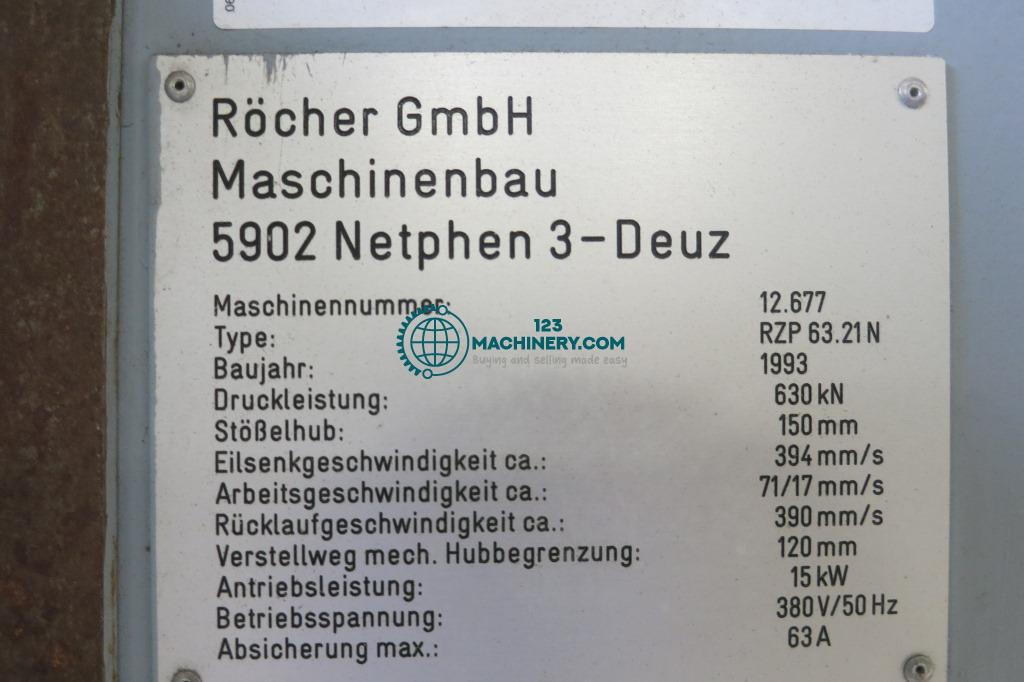 06
Röcher GmbH
Maschinenbau
5902 Netphen 3-Deuz
Maschinennummer: 12.677
Type: RZP 63.21 N
Baujahr: 1993
Druckleistung: 630 kN
Stößelhub: 150 mm
Eilsenkgeschwindigkeit ca.: 394 mm/s
Arbeitsgeschwindigkeit ca.: 71/17 mm/s
Rücklaufgeschwindigkeit ca.: 390 mm/s
Verstellweg mech. Hubbegrenzung: 120 mm
Antriebsleistung: 15 kW
Betriebsspannung: 380 V/50 Hz
Absicherung max.: 63 A
123
MACHINERY.COM
Buying and selling made easy